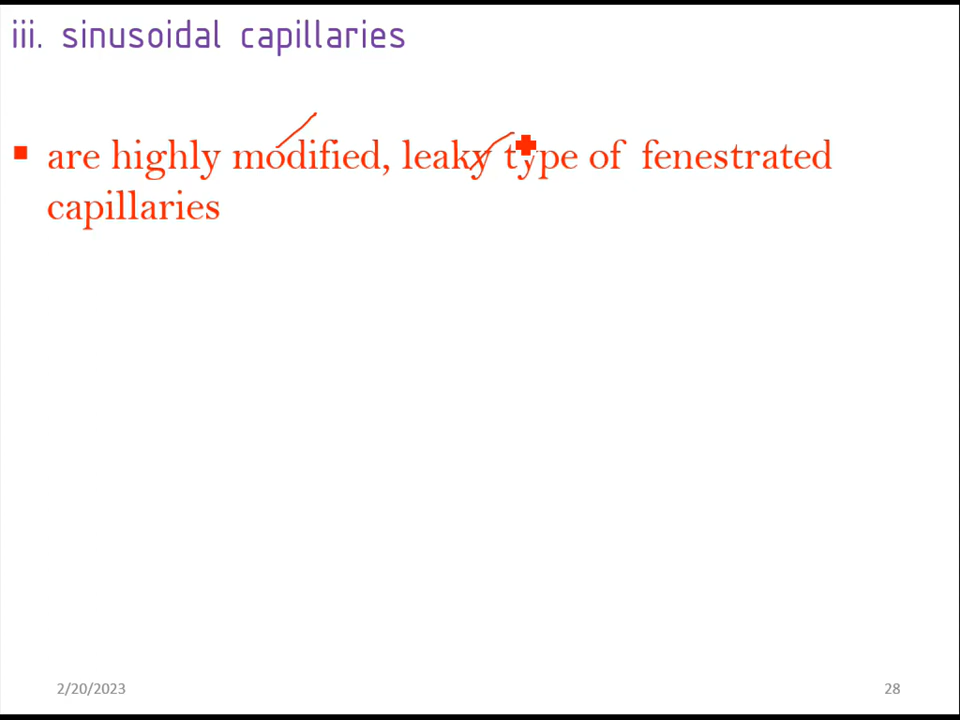 iii. sinusoidal capillaries
▪ are highly modified, leaky type of fenestrated
capillaries
2/20/2023
28